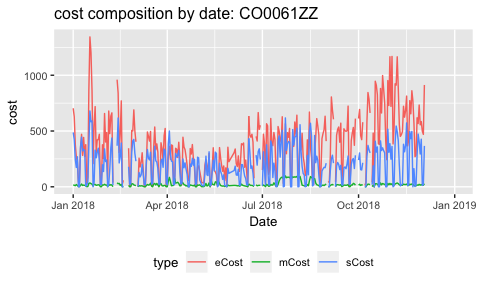 cost composition by date: CO0061ZZ
cost
1000
500
0
Jan 2018 Apr 2018 Jul 2018 Oct 2018 Jan 2019
Date
type eCost mCost sCost